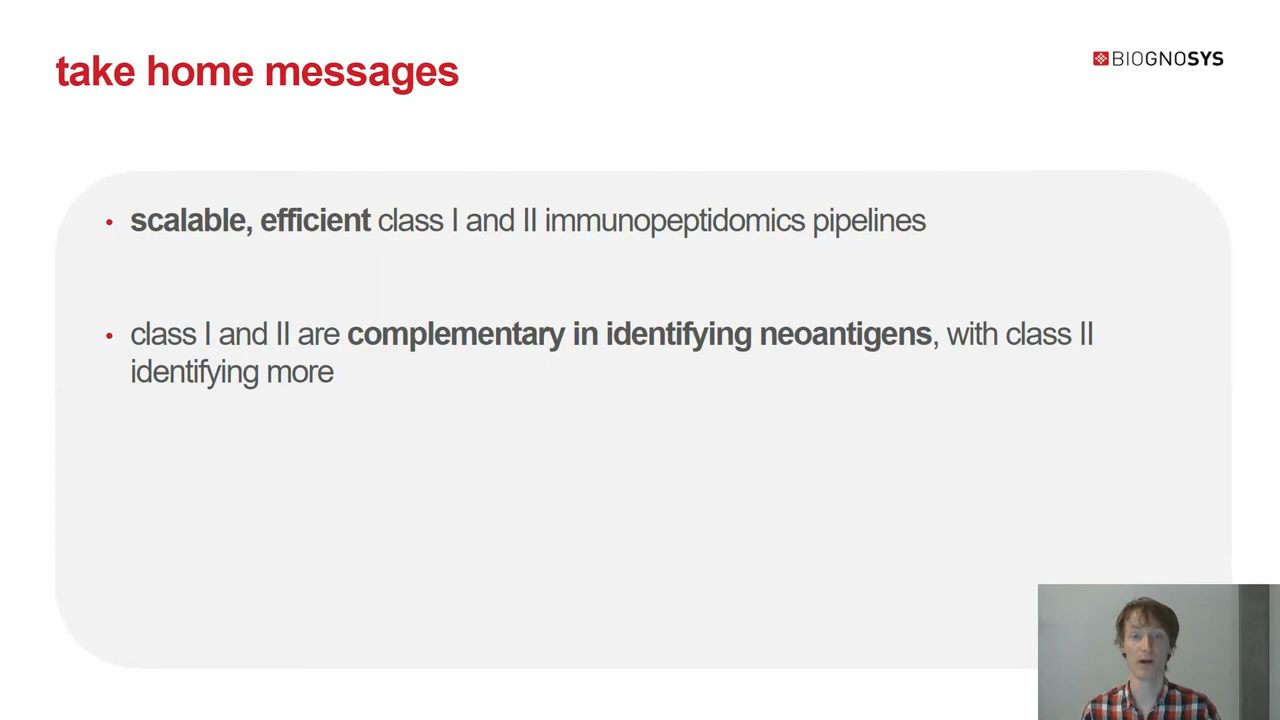 take home messages
BIOGNOSYS
• scalable, efficient class I and II immunopeptidomics pipelines
• class I and II are complementary in identifying neoantigens, with class II
identifying more